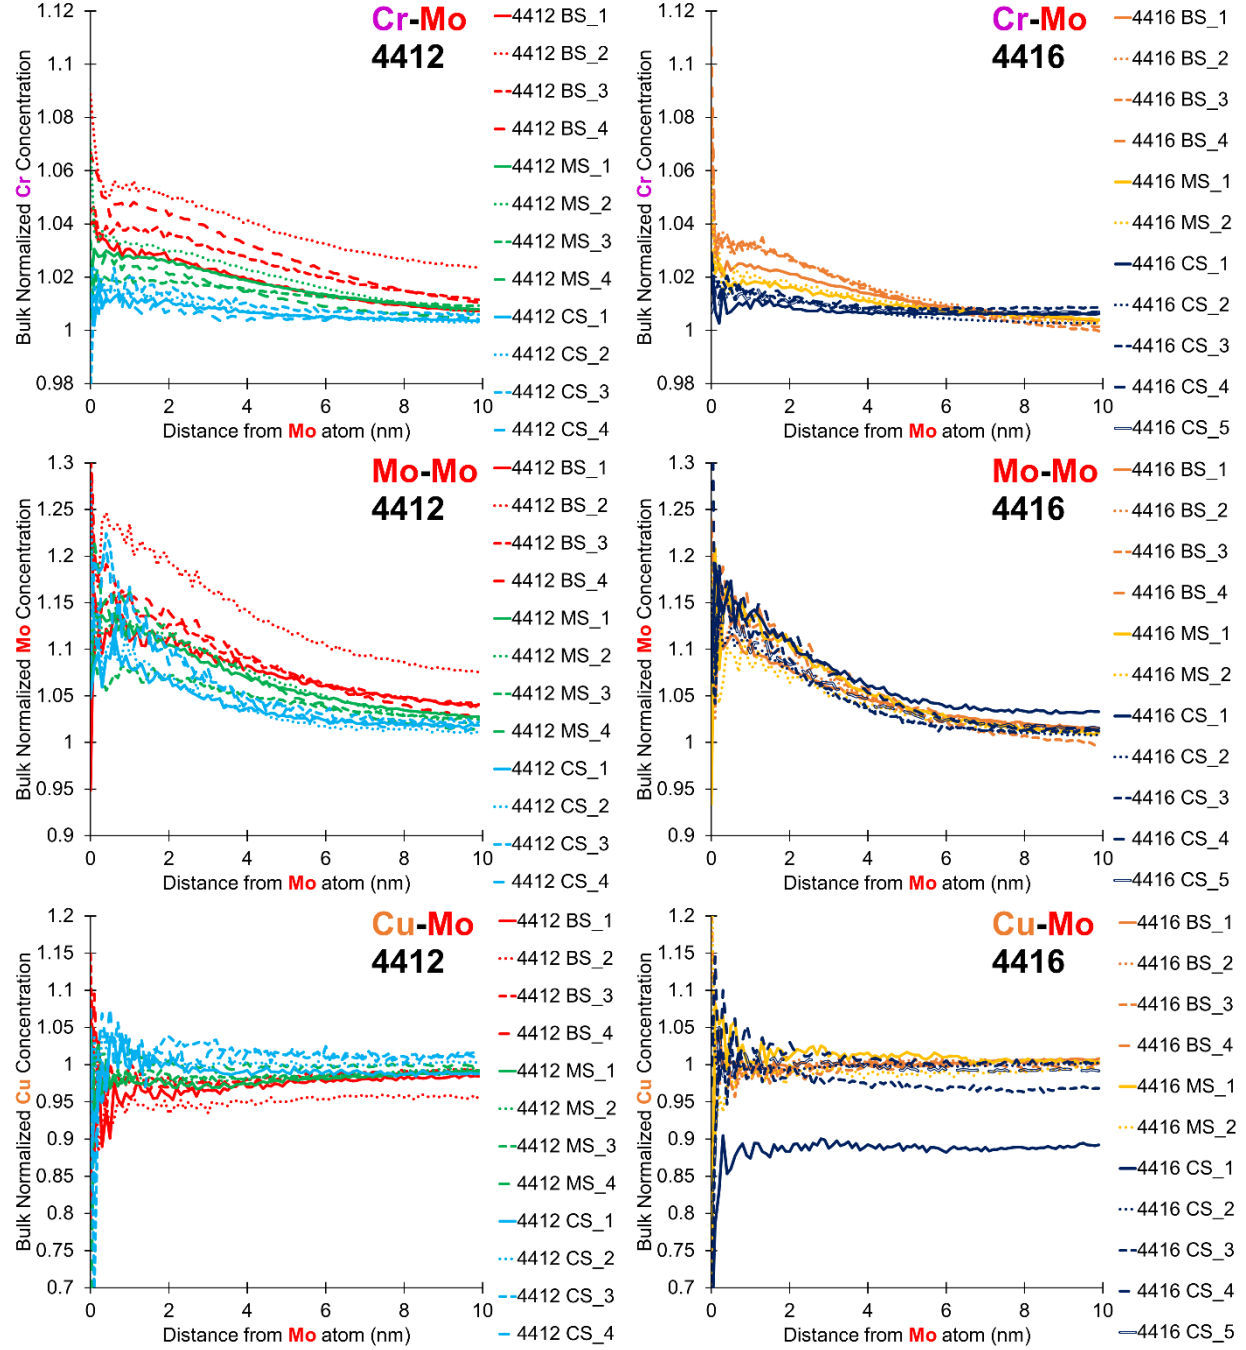 Cr-Mo
4412
Bulk Normalized Cr Concentration
1.12
1.1
1.08
1.06
1.04
1.02
1
0.98
0
2
4
6
8
10
Distance from Mo atom (nm)
4412 BS_1
4412 BS_2
4412 BS_3
4412 BS_4
4412 MS_1
4412 MS_2
4412 MS_3
4412 MS_4
4412 CS_1
4412 CS_2
4412 CS_3
4412 CS_4
Cr-Mo
4416
Bulk Normalized Cr Concentration
1.12
1.1
1.08
1.06
1.04
1.02
1
0.98
0
2
4
6
8
10
Distance from Mo atom (nm)
4416 BS_1
4416 BS_2
4416 BS_3
4416 BS_4
4416 MS_1
4416 MS_2
4416 CS_1
4416 CS_2
4416 CS_3
4416 CS_4
4416 CS_5
Mo-Mo
4412
Bulk Normalized Mo Concentration
1.3
1.25
1.2
1.15
1.1
1.05
1
0.95
0.9
0
2
4
6
8
10
Distance from Mo atom (nm)
4412 BS_1
4412 BS_2
4412 BS_3
4412 BS_4
4412 MS_1
4412 MS_2
4412 MS_3
4412 MS_4
4412 CS_1
4412 CS_2
4412 CS_3
4412 CS_4
Mo-Mo
4416
Bulk Normalized Mo Concentration
1.3
1.25
1.2
1.15
1.1
1.05
1
0.95
0.9
0
2
4
6
8
10
Distance from Mo atom (nm)
4416 BS_1
4416 BS_2
4416 BS_3
4416 BS_4
4416 MS_1
4416 MS_2
4416 CS_1
4416 CS_2
4416 CS_3
4416 CS_4
4416 CS_5
Cu-Mo
4412
Bulk Normalized Cu Concentration
1.2
1.15
1.1
1.05
1
0.95
0.9
0.85
0.8
0.75
0.7
0
2
4
6
8
10
Distance from Mo atom (nm)
4412 BS_1
4412 BS_2
4412 BS_3
4412 BS_4
4412 MS_1
4412 MS_2
4412 MS_3
4412 MS_4
4412 CS_1
4412 CS_2
4412 CS_3
4412 CS_4
Cu-Mo
4416
Bulk Normalized Cu Concentration
1.2
1.15
1.1
1.05
1
0.95
0.9
0.85
0.8
0.75
0.7
0
2
4
6
8
10
Distance from Mo atom (nm)
4416 BS_1
4416 BS_2
4416 BS_3
4416 BS_4
4416 MS_1
4416 MS_2
4416 CS_1
4416 CS_2
4416 CS_3
4416 CS_4
4416 CS_5